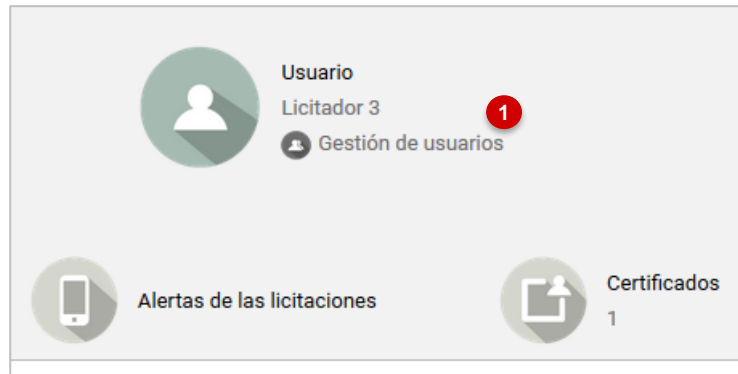 Usuario
Licitador 3
1
Gestión de usuarios
Alertas de las licitaciones
Certificados
1